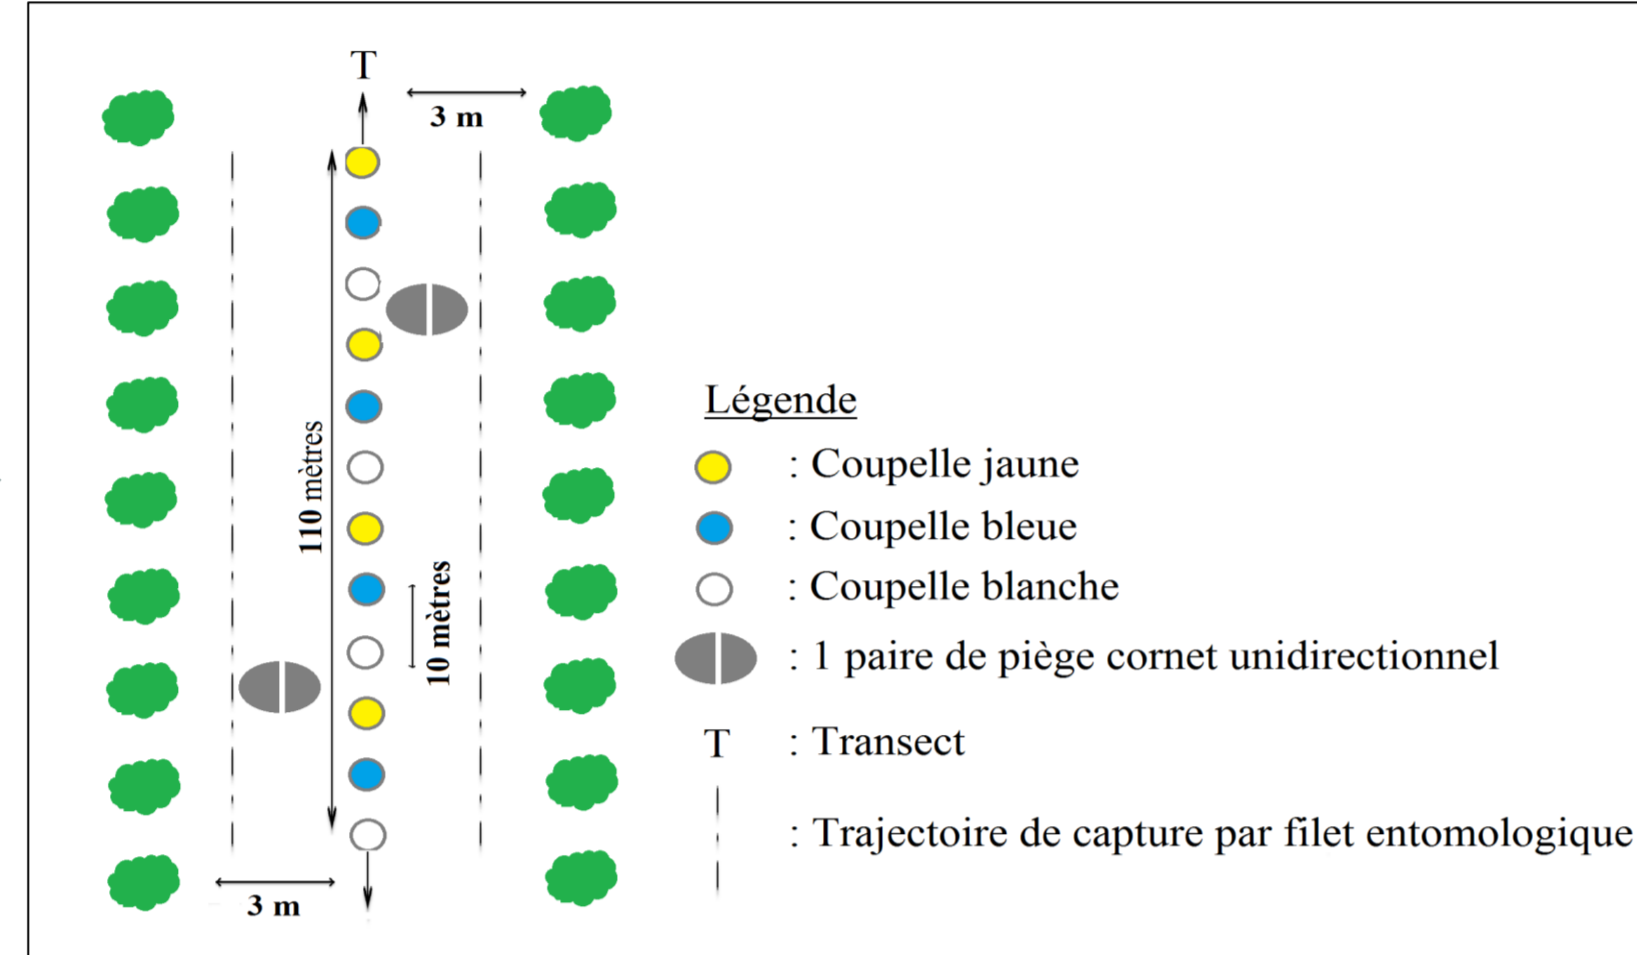 T
3 m
110 mètres
10 mètres
3 m
Légende
: Coupelle jaune
: Coupelle bleue
: Coupelle blanche
: 1 paire de piège cornet unidirectionnel
T : Transect
: Trajectoire de capture par filet entomologique